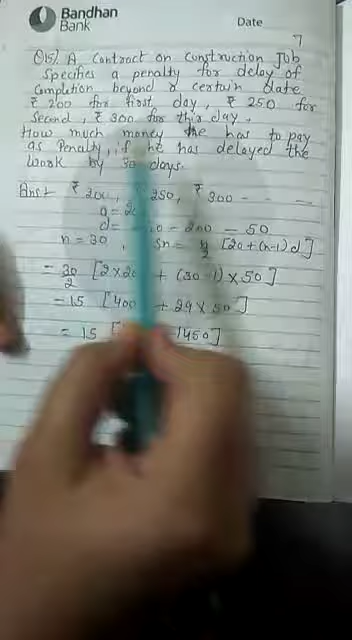 Bandhan
Bank
Date
7
Q15) A contract on construction Job
Specifies a penalty for delay of
Completion beyond a certain date
₹ 200 for first day, ₹ 250 for
Second, ₹ 300 for day.
How much money he has to pay
as Penalty, if he has delayed the
work by 30 days.
Ans: ₹ 200, 250, ₹ 300 - - -
a =
d = - 200 = 50
n = 30, Sn = n/2 [2a+(n-1)d]
= 30/2 [2×20 + (30-1)×50]
= 15 [400 + 29×50]
= 15 [ 1450]